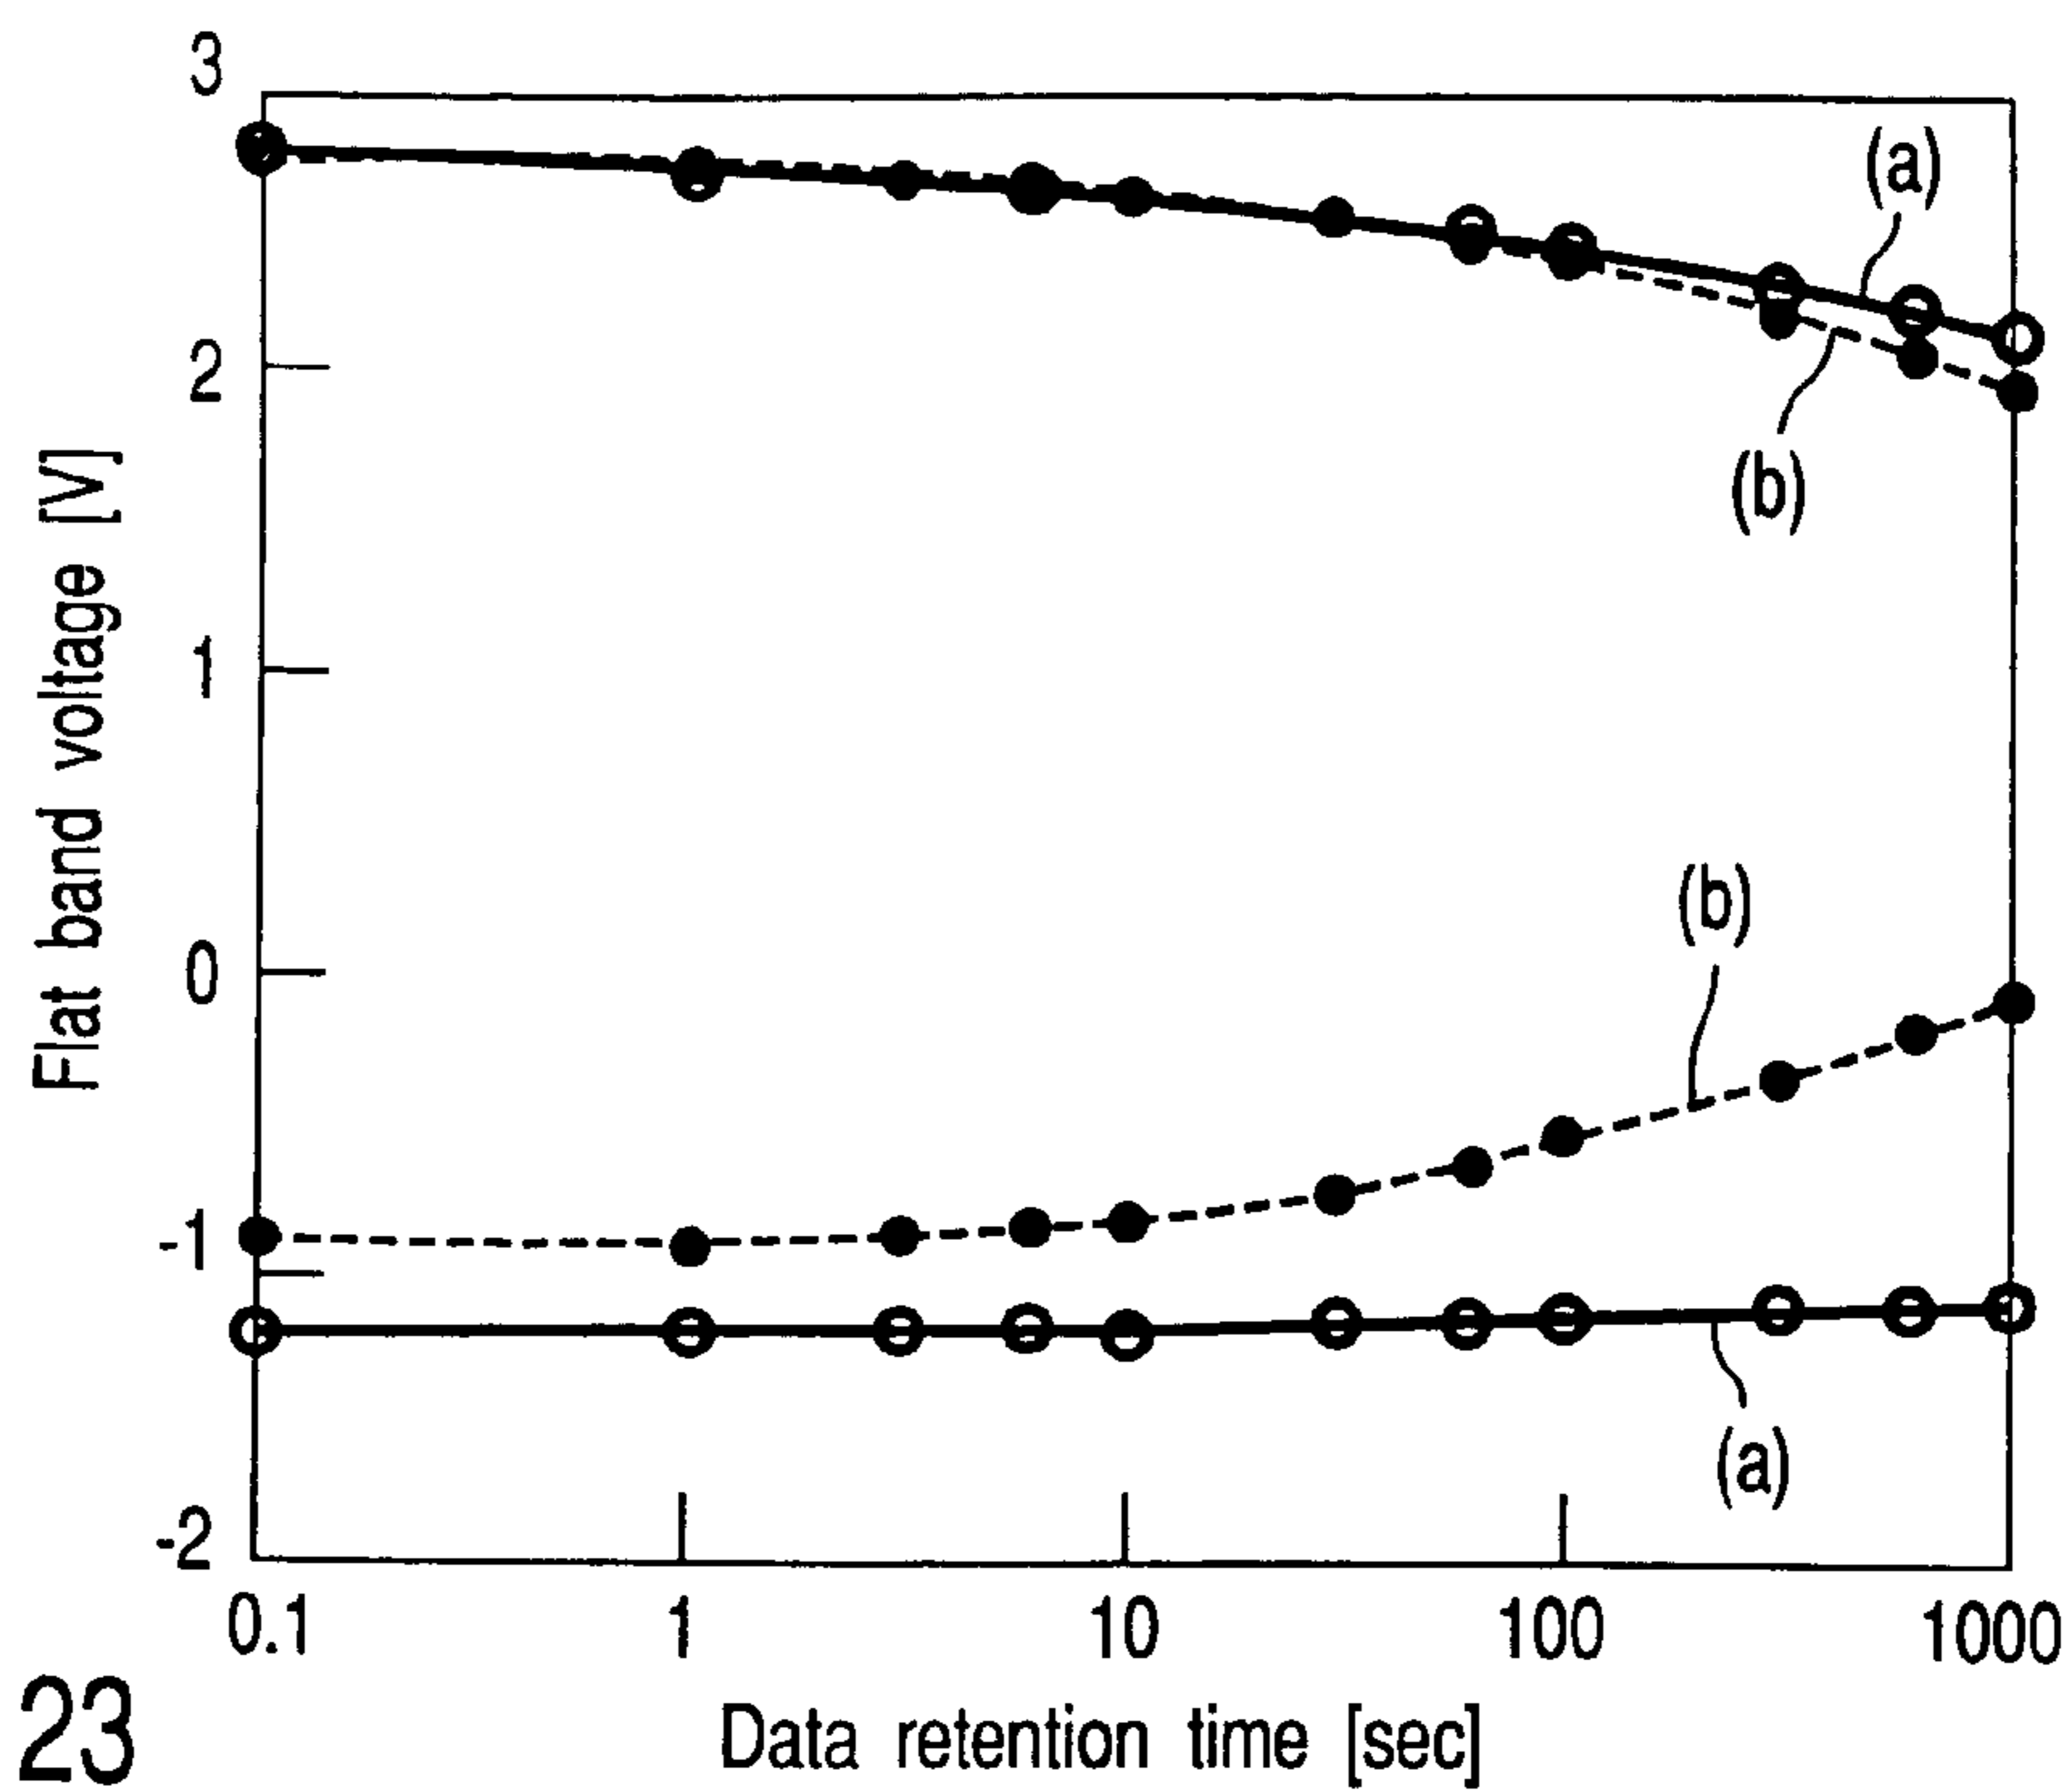 3
(a)
2
(b)
1
Flat band voltage [V]
(b)
0
-1
(a)
-2
0.1 1 10 100 1000
Data retention time [sec]
23